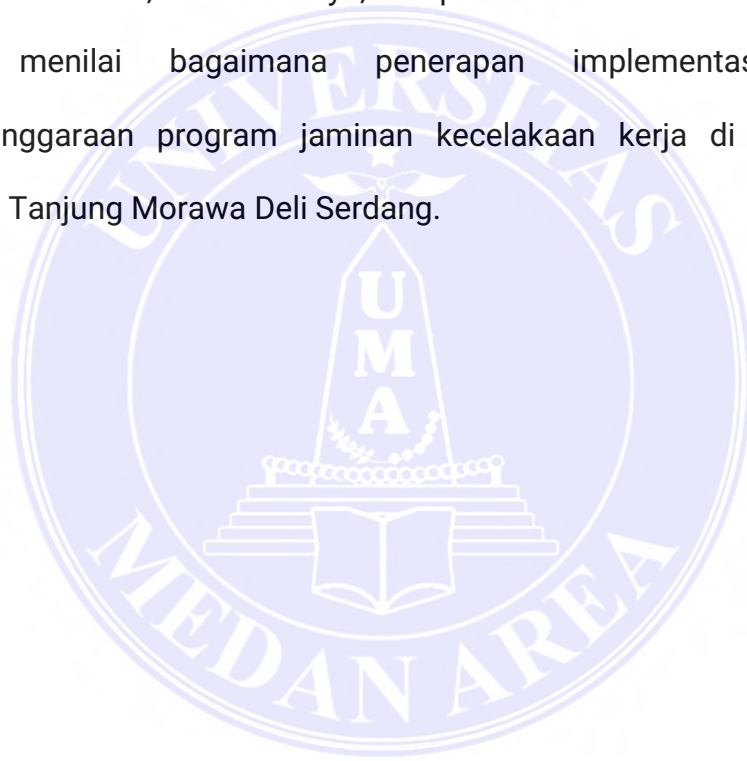 menilai bagaimana penerapan implementas
nggaraan program jaminan kecelakaan kerja di
Tanjung Morawa Deli Serdang.
UNIVERSITAS
UMA
MEDAN AREA